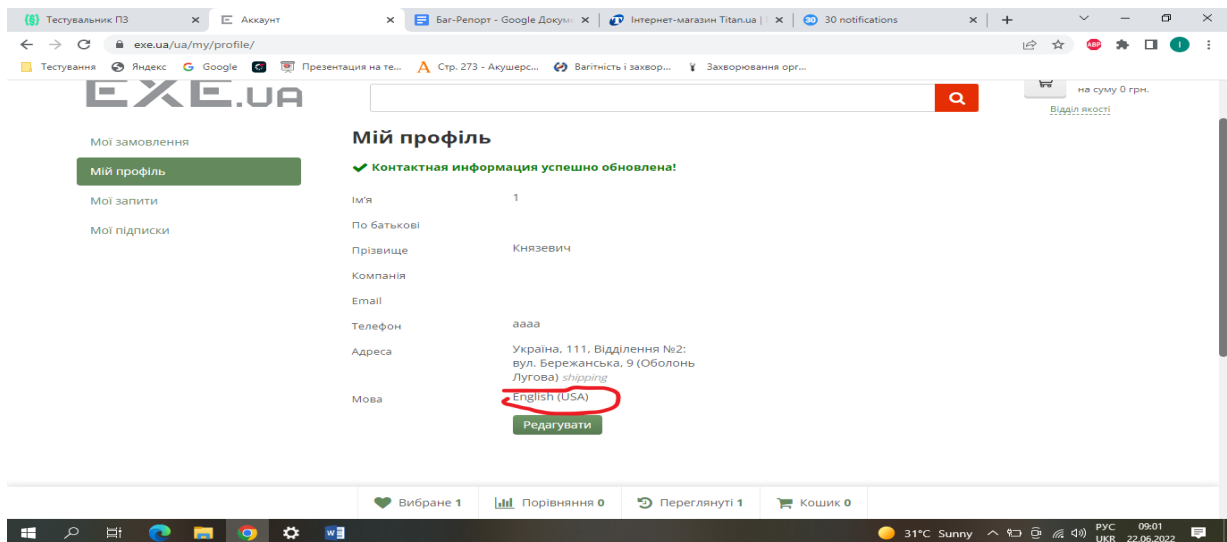 Тестувальник ПЗ
Аккаунт
Баг-Репорт - Google Докуме
Інтернет-магазин Titan.ua |
30 30 notifications
exe.ua/ua/my/profile/
ABP
Тестування
Яндекс
Google
Презентация на те...
Стр. 273 - Акушерс...
Вагітність і захвор...
Захворювання орг...
EXE.UA
на суму 0 грн.
Відділ якості
Мої замовлення
Мій профіль
Мої запити
Мої підписки
Мій профіль
Контактная информация успешно обновлена!
Ім'я 1
По батькові
Прізвище Князевич
Компанія
Email
Телефон aaaa
Адреса Україна, 111, Відділення №2:
вул. Бережанська, 9 (Оболонь
Лугова) shipping
Мова English (USA)
Редагувати
Вибране 1 Порівняння 0 Переглянуті 1 Кошик 0
31°C Sunny
РУС 09:01
UKR 22.06.2022